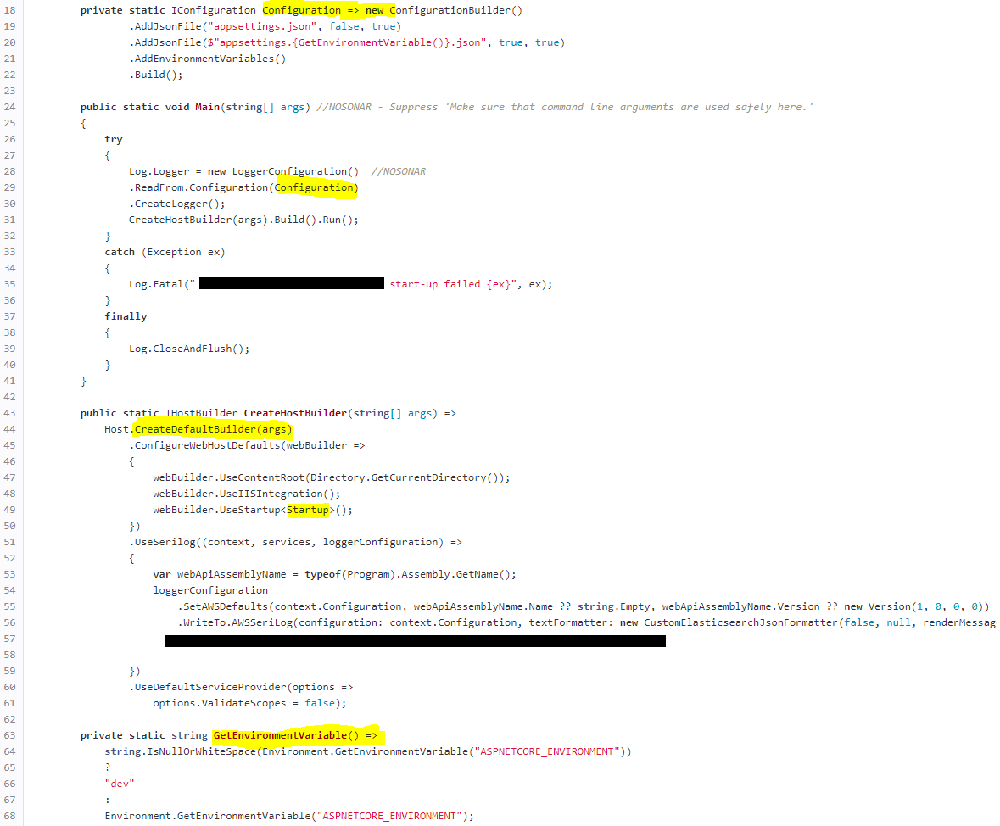 18 private static IConfiguration Configuration => new ConfigurationBuilder()
19 .AddJsonFile("appsettings.json", false, true)
20 .AddJsonFile($"appsettings.{GetEnvironmentVariable()}.json", true, true)
21 .AddEnvironmentVariables()
22 .Build();
23
24 public static void Main(string[] args) //NOSONAR - Suppress 'Make sure that command line arguments are used safely here.'
25 {
26 try
27 {
28 Log.Logger = new LoggerConfiguration() //NOSONAR
29 .ReadFrom.Configuration(Configuration)
30 .CreateLogger();
31 CreateHostBuilder(args).Build().Run();
32 }
33 catch (Exception ex)
34 {
35 Log.Fatal(" start-up failed {ex}", ex);
36 }
37 finally
38 {
39 Log.CloseAndFlush();
40 }
41 }
42
43 public static IHostBuilder CreateHostBuilder(string[] args) =>
44 Host.CreateDefaultBuilder(args)
45 .ConfigureWebHostDefaults(webBuilder =>
46 {
47 webBuilder.UseContentRoot(Directory.GetCurrentDirectory());
48 webBuilder.UseIISIntegration();
49 webBuilder.UseStartup<Startup>();
50 })
51 .UseSerilog((context, services, loggerConfiguration) =>
52 {
53 var webApiAssemblyName = typeof(Program).Assembly.GetName();
54 loggerConfiguration
55 .SetAWSDefaults(context.Configuration, webApiAssemblyName.Name ?? string.Empty, webApiAssemblyName.Version ?? new Version(1, 0, 0, 0))
56 .WriteTo.AWSSeriLog(configuration: context.Configuration, textFormatter: new CustomElasticsearchJsonFormatter(false, null, renderMessag
57
58
59 })
60 .UseDefaultServiceProvider(options =>
61 options.ValidateScopes = false);
62
63 private static string GetEnvironmentVariable() =>
64 string.IsNullOrWhiteSpace(Environment.GetEnvironmentVariable("ASPNETCORE_ENVIRONMENT"))
65 ?
66 "dev"
67 :
68 Environment.GetEnvironmentVariable("ASPNETCORE_ENVIRONMENT");